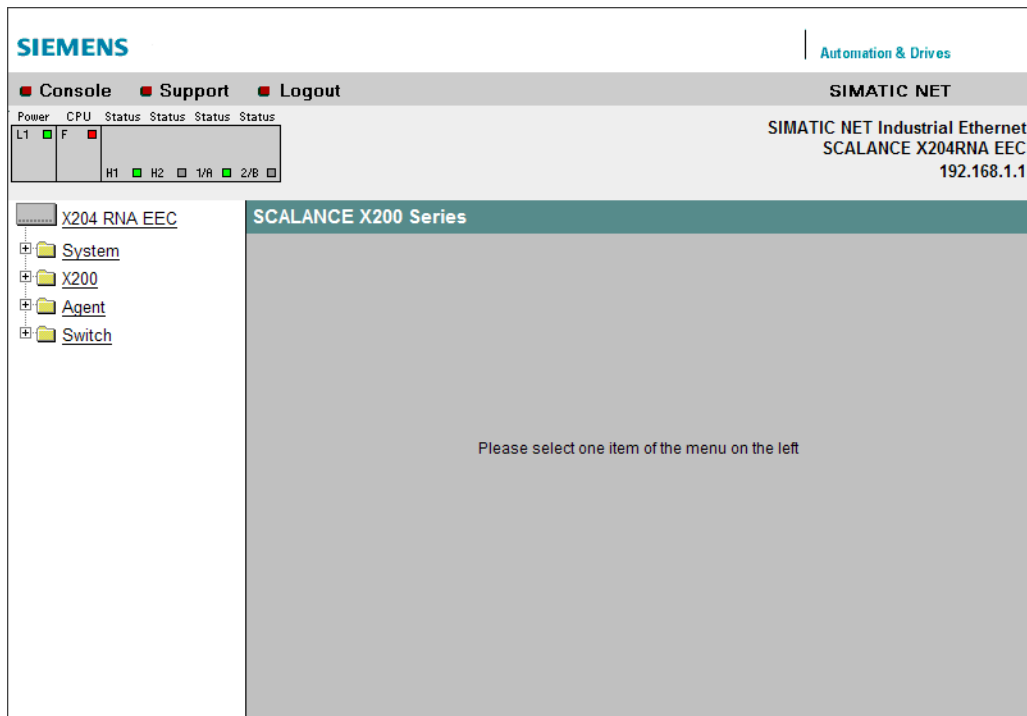 SIEMENS
Automation & Drives
Console Support Logout SIMATIC NET
Power CPU Status Status Status Status
L1 F
H1 H2 1/A 2/B
SIMATIC NET Industrial Ethernet
SCALANCE X204RNA EEC
192.168.1.1
X204 RNA EEC
SCALANCE X200 Series
System
X200
Agent
Switch
Please select one item of the menu on the left